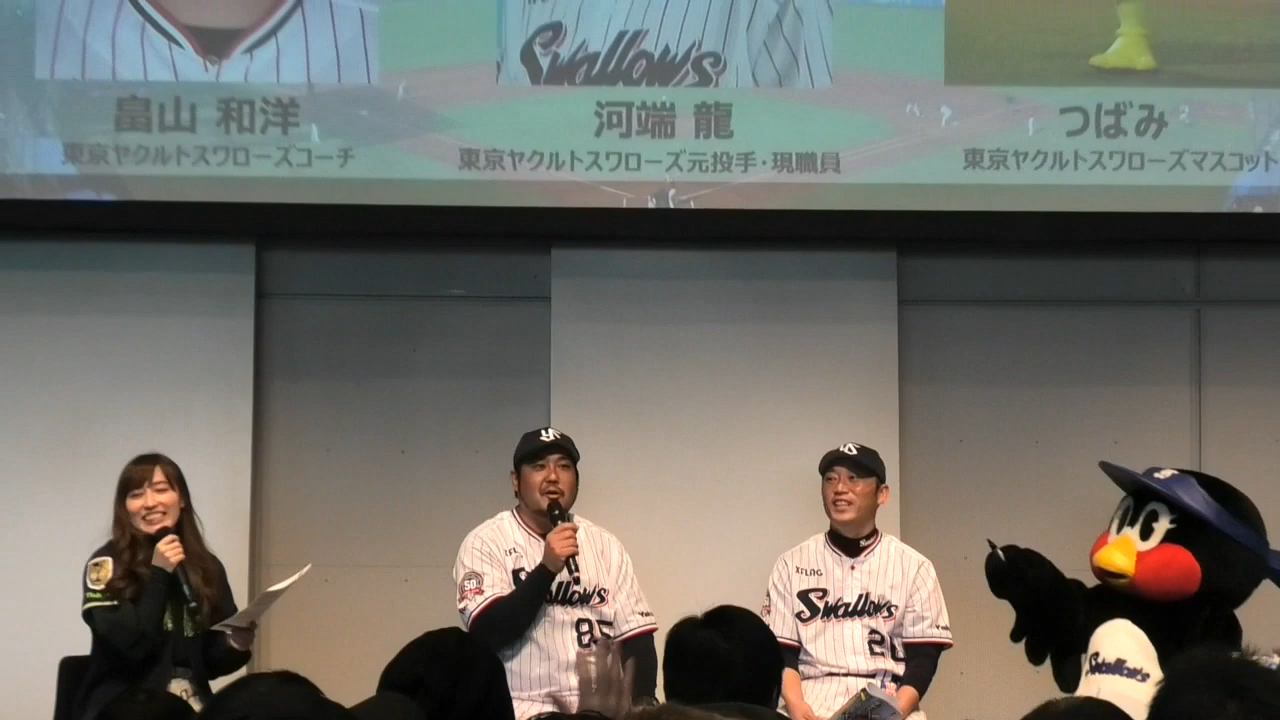 Swallows
畠山 和洋
河端 龍
つばみ
東京ヤクルトスワローズコーチ
東京ヤクルトスワローズ元投手・現職員
東京ヤクルトスワローズマスコット
XFLAG
Swallows
85
XFLAG
Swallows
Swallows